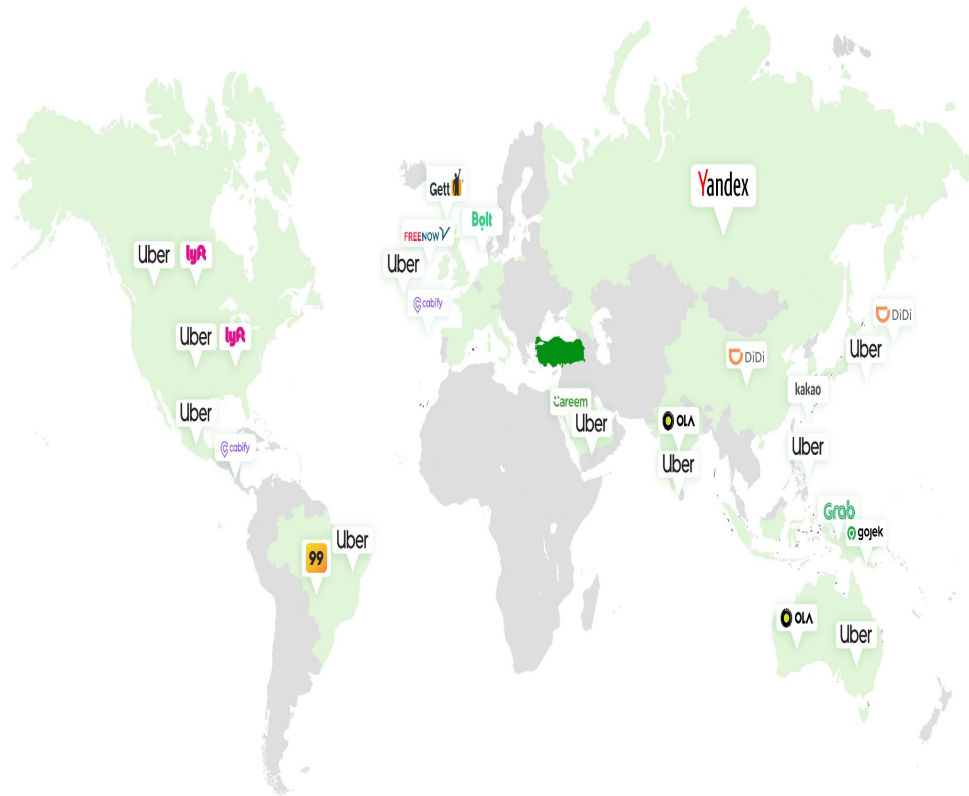 Yandex
Gett
Bolt
FREENOW
Uber lyft
Uber
cabify
DiDi
Uber lyft
Uber
DiDi
kakao
Careem
Uber
OLA
Uber
cabify
Uber
Uber
Grab
gojek
99
Uber
OLA
Uber